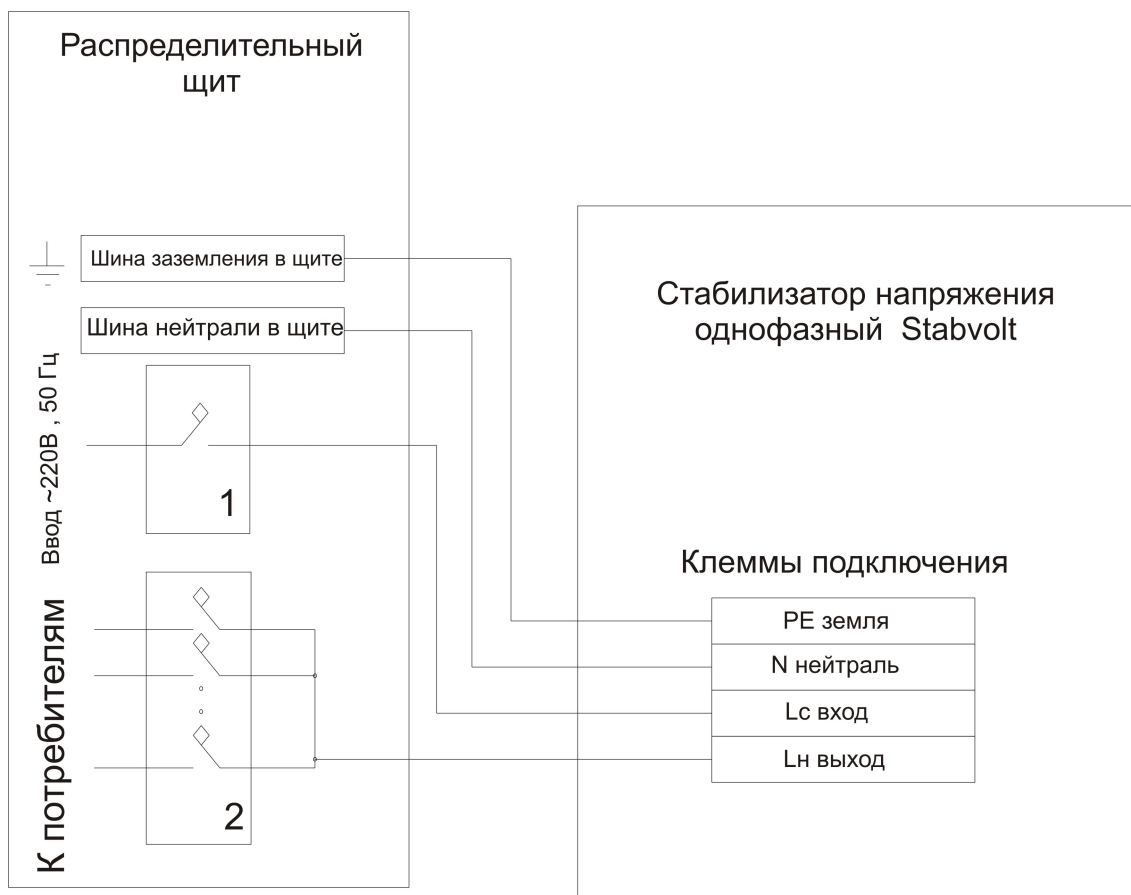 Распределительный
щит
Шина заземления в щите
Шина нейтрали в щите
Ввод ~220В , 50 Гц
1
К потребителям
2
Стабилизатор напряжения
однофазный Stabvolt
Клеммы подключения
PE земля
N нейтраль
Lс вход
Lн выход